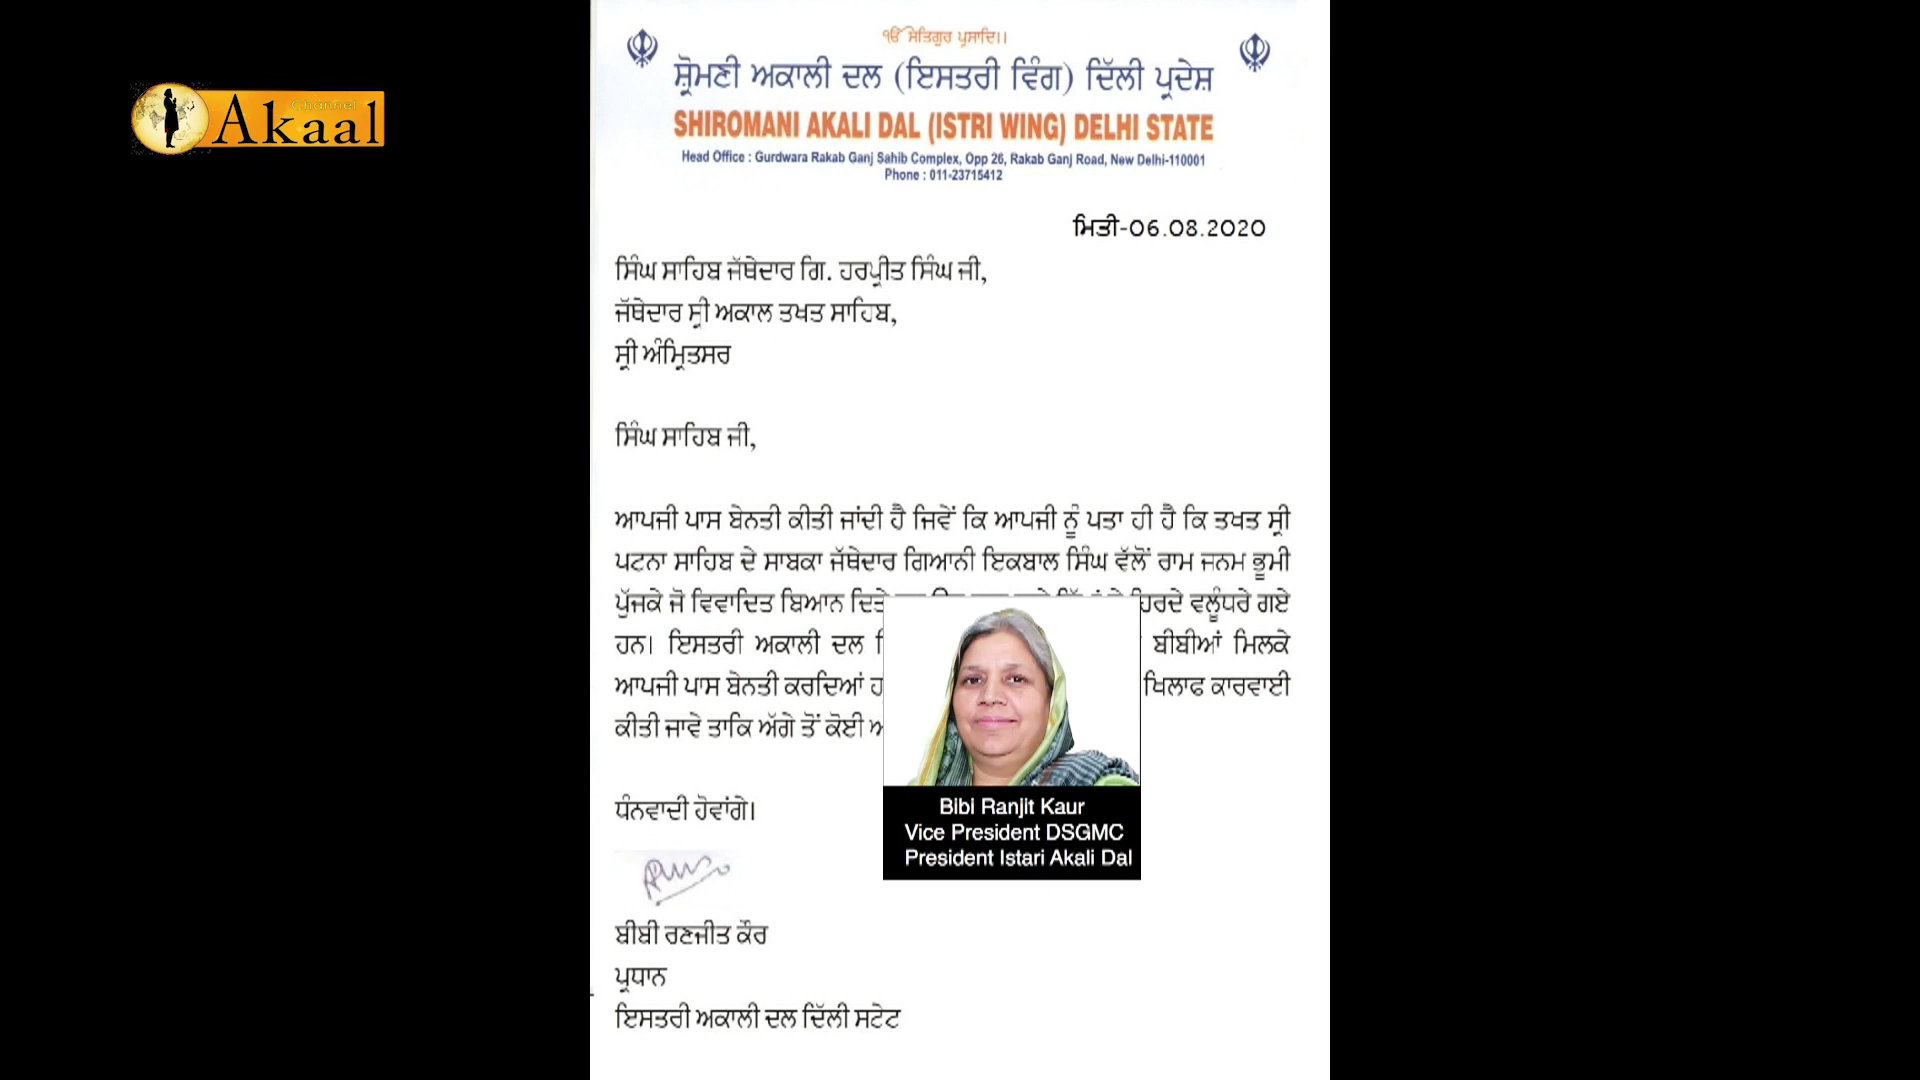 Channel
Akaal
ੴ ਸਤਿਗੁਰ ਪ੍ਰਸਾਦਿ।।
ਸ਼੍ਰੋਮਣੀ ਅਕਾਲੀ ਦਲ (ਇਸਤਰੀ ਵਿੰਗ) ਦਿੱਲੀ ਪ੍ਰਦੇਸ਼
SHIROMANI AKALI DAL (ISTRI WING) DELHI STATE
Head Office : Gurdwara Rakab Ganj Sahib Complex, Opp 26, Rakab Ganj Road, New Delhi-110001
Phone : 011-23715412
ਮਿਤੀ-06.08.2020
ਸਿੰਘ ਸਾਹਿਬ ਜੱਥੇਦਾਰ ਗਿ. ਹਰਪ੍ਰੀਤ ਸਿੰਘ ਜੀ,
ਜੱਥੇਦਾਰ ਸ੍ਰੀ ਅਕਾਲ ਤਖਤ ਸਾਹਿਬ,
ਸ੍ਰੀ ਅੰਮ੍ਰਿਤਸਰ
ਸਿੰਘ ਸਾਹਿਬ ਜੀ,
ਆਪਜੀ ਪਾਸ ਬੇਨਤੀ ਕੀਤੀ ਜਾਂਦੀ ਹੈ ਜਿਵੇਂ ਕਿ ਆਪਜੀ ਨੂੰ ਪਤਾ ਹੀ ਹੈ ਕਿ ਤਖਤ ਸ੍ਰੀ
ਪਟਨਾ ਸਾਹਿਬ ਦੇ ਸਾਬਕਾ ਜੱਥੇਦਾਰ ਗਿਆਨੀ ਇਕਬਾਲ ਸਿੰਘ ਵੱਲੋਂ ਰਾਮ ਜਨਮ ਭੂਮੀ
ਪੁੱਜਕੇ ਜੋ ਵਿਵਾਦਿਤ ਬਿਆਨ ਦਿਤੇ ਹਿਰਦੇ ਵਲੂੰਧਰੇ ਗਏ
ਹਨ। ਇਸਤਰੀ ਅਕਾਲੀ ਦਲ ਬੀਬੀਆਂ ਮਿਲਕੇ
ਆਪਜੀ ਪਾਸ ਬੇਨਤੀ ਕਰਦਿਆਂ ਖਿਲਾਫ ਕਾਰਵਾਈ
ਕੀਤੀ ਜਾਵੇ ਤਾਕਿ ਅੱਗੇ ਤੋਂ ਕੋਈ
ਧੰਨਵਾਦੀ ਹੋਵਾਂਗੇ।
ਬੀਬੀ ਰਣਜੀਤ ਕੌਰ
ਪ੍ਰਧਾਨ
ਇਸਤਰੀ ਅਕਾਲੀ ਦਲ ਦਿੱਲੀ ਸਟੇਟ
Bibi Ranjit Kaur
Vice President DSGMC
President Istari Akali Dal